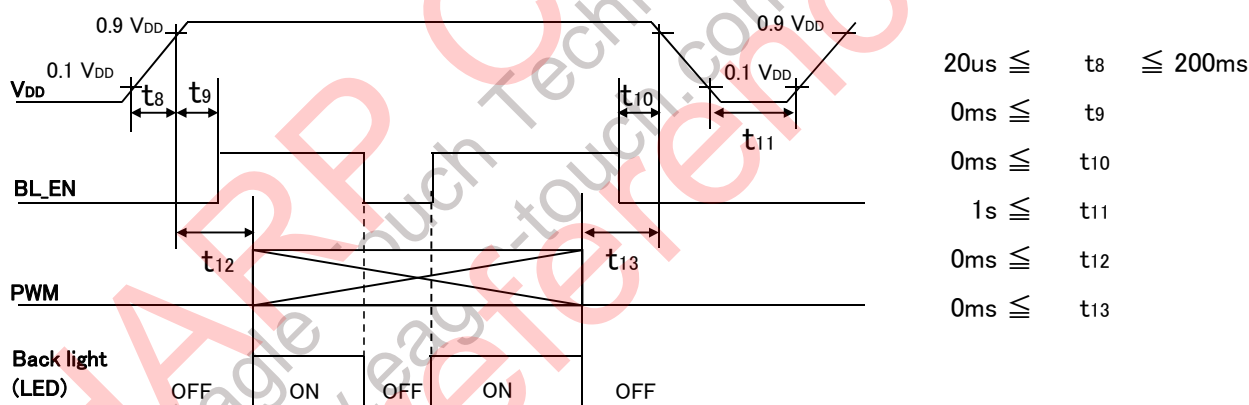 0.9 VDD
0.9 VDD
0.1 VDD
0.1 VDD
VDD
t8
t9
t10
t11
BL_EN
t12
t13
PWM
Back light
(LED)
OFF
ON
OFF
ON
OFF
20us ≦ t8 ≦ 200ms
0ms ≦ t9
0ms ≦ t10
1s ≦ t11
0ms ≦ t12
0ms ≦ t13